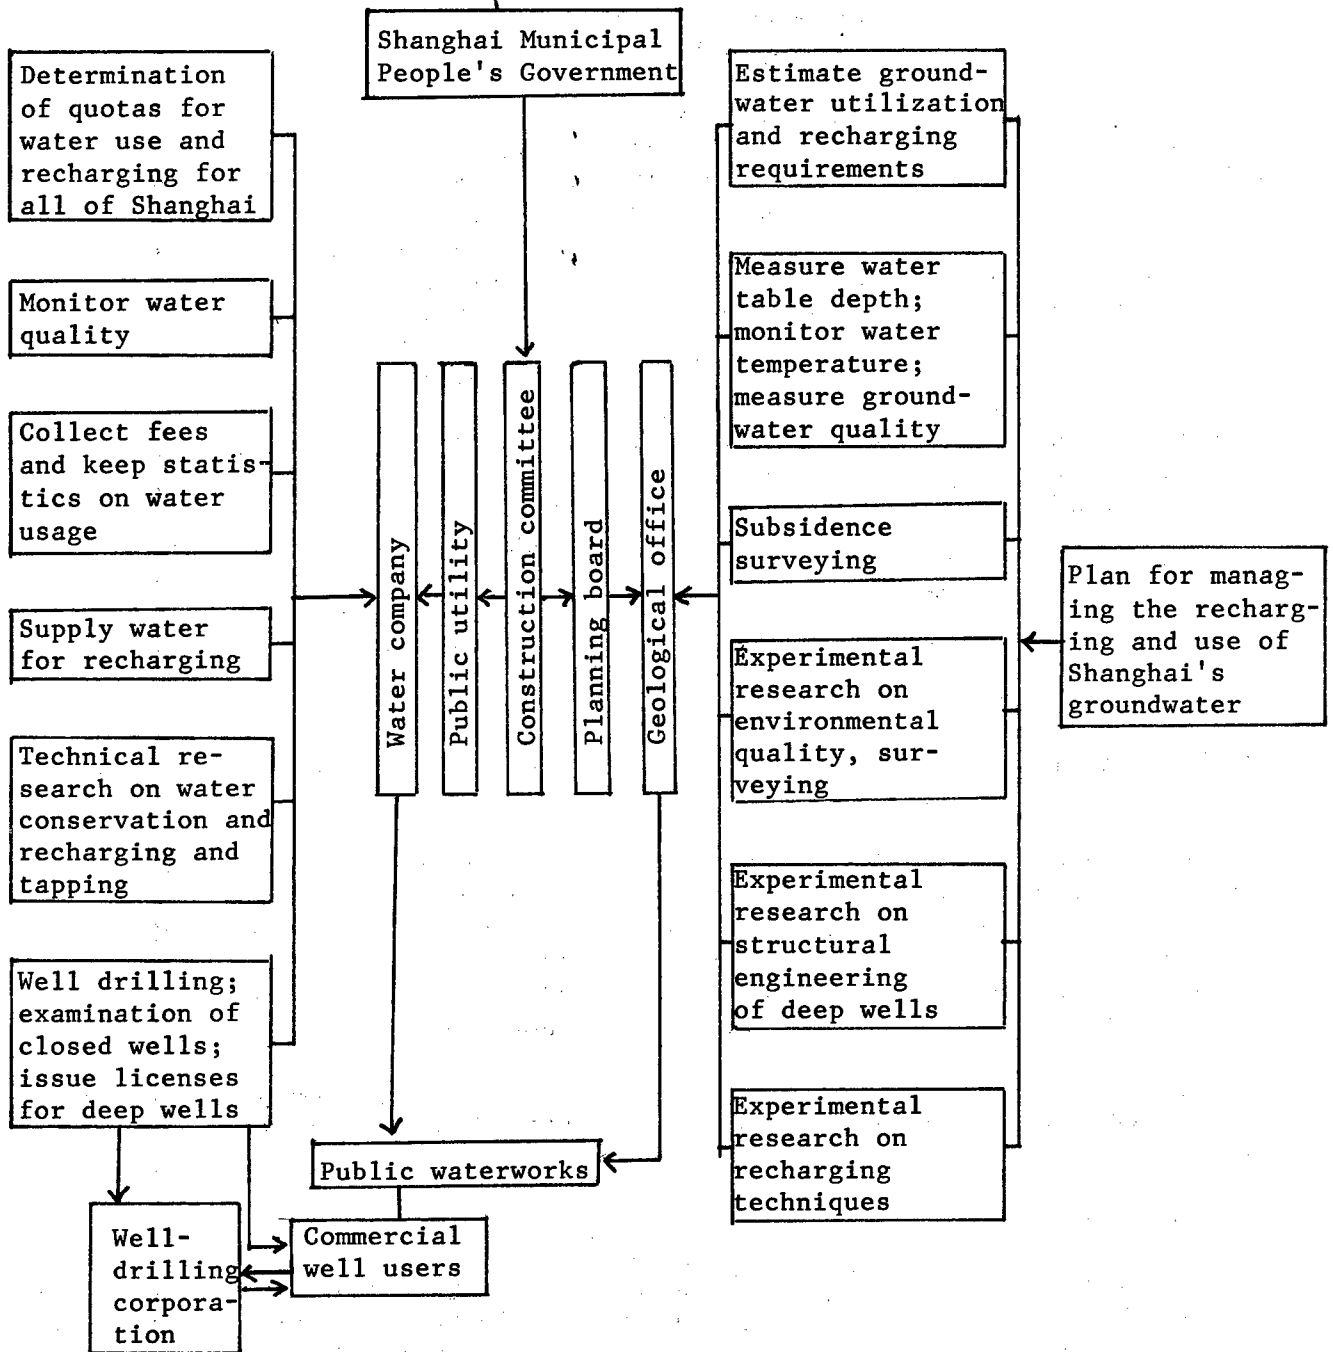 Shanghai Municipal
People's Government
Determination
of quotas for
water use and
recharging for
all of Shanghai
Monitor water
quality
Collect fees
and keep statis-
tics on water
usage
Supply water
for recharging
Technical re-
search on water
conservation and
recharging and
tapping
Well drilling;
examination of
closed wells;
issue licenses
for deep wells
Well-
drilling
corpora-
tion
Commercial
well users
Public waterworks
Water company
Public utility
Construction committee
Planning board
Geological office
Estimate ground-
water utilization
and recharging
requirements
Measure water
table depth;
monitor water
temperature;
measure ground-
water quality
Subsidence
surveying
Experimental
research on
environmental
quality, sur-
veying
Experimental
research on
structural
engineering
of deep wells
Experimental
research on
recharging
techniques
Plan for manag-
ing the recharg-
ing and use of
Shanghai's
groundwater